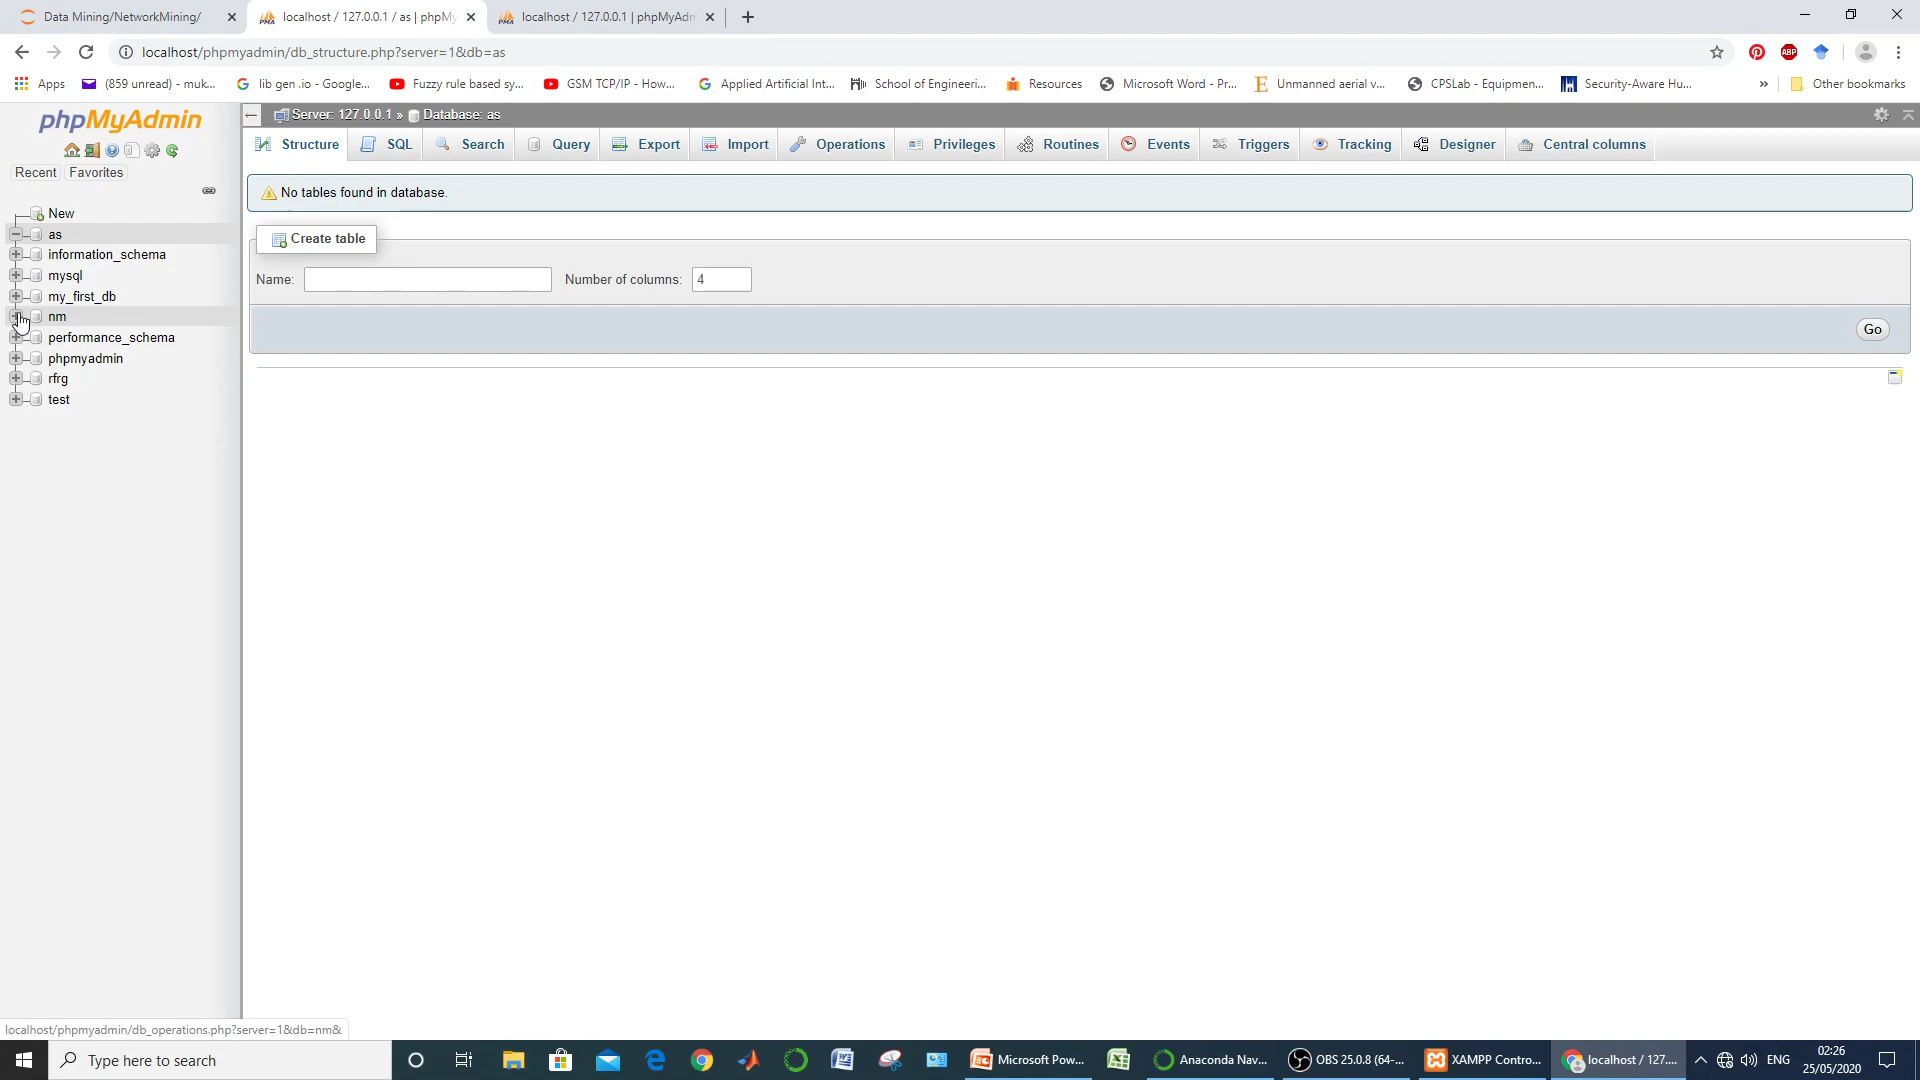 Data Mining/NetworkMining/
localhost / 127.0.0.1 / as | phpMy
localhost / 127.0.0.1 | phpMyAdm
localhost/phpmyadmin/db_structure.php?server=1&db=as
ABP
Apps
(859 unread) - muk...
lib gen .io - Google...
Fuzzy rule based sy...
GSM TCP/IP - How...
Applied Artificial Int...
School of Engineeri...
Resources
Microsoft Word - Pr...
Unmanned aerial v...
CPSLab - Equipmen...
Security-Aware Hu...
»
Other bookmarks
phpMyAdmin
Server: 127.0.0.1 » Database: as
Structure
SQL
Search
Query
Export
Import
Operations
Privileges
Routines
Events
Triggers
Tracking
Designer
Central columns
Recent
Favorites
No tables found in database.
New
as
information_schema
mysql
my_first_db
nm
performance_schema
phpmyadmin
rfrg
test
Create table
Name:
Number of columns: 4
Go
localhost/phpmyadmin/db_operations.php?server=1&db=nm&
Type here to search
Microsoft Pow...
Anaconda Nav...
OBS 25.0.8 (64-...
XAMPP Contro...
localhost / 127....
ENG
02:26
25/05/2020